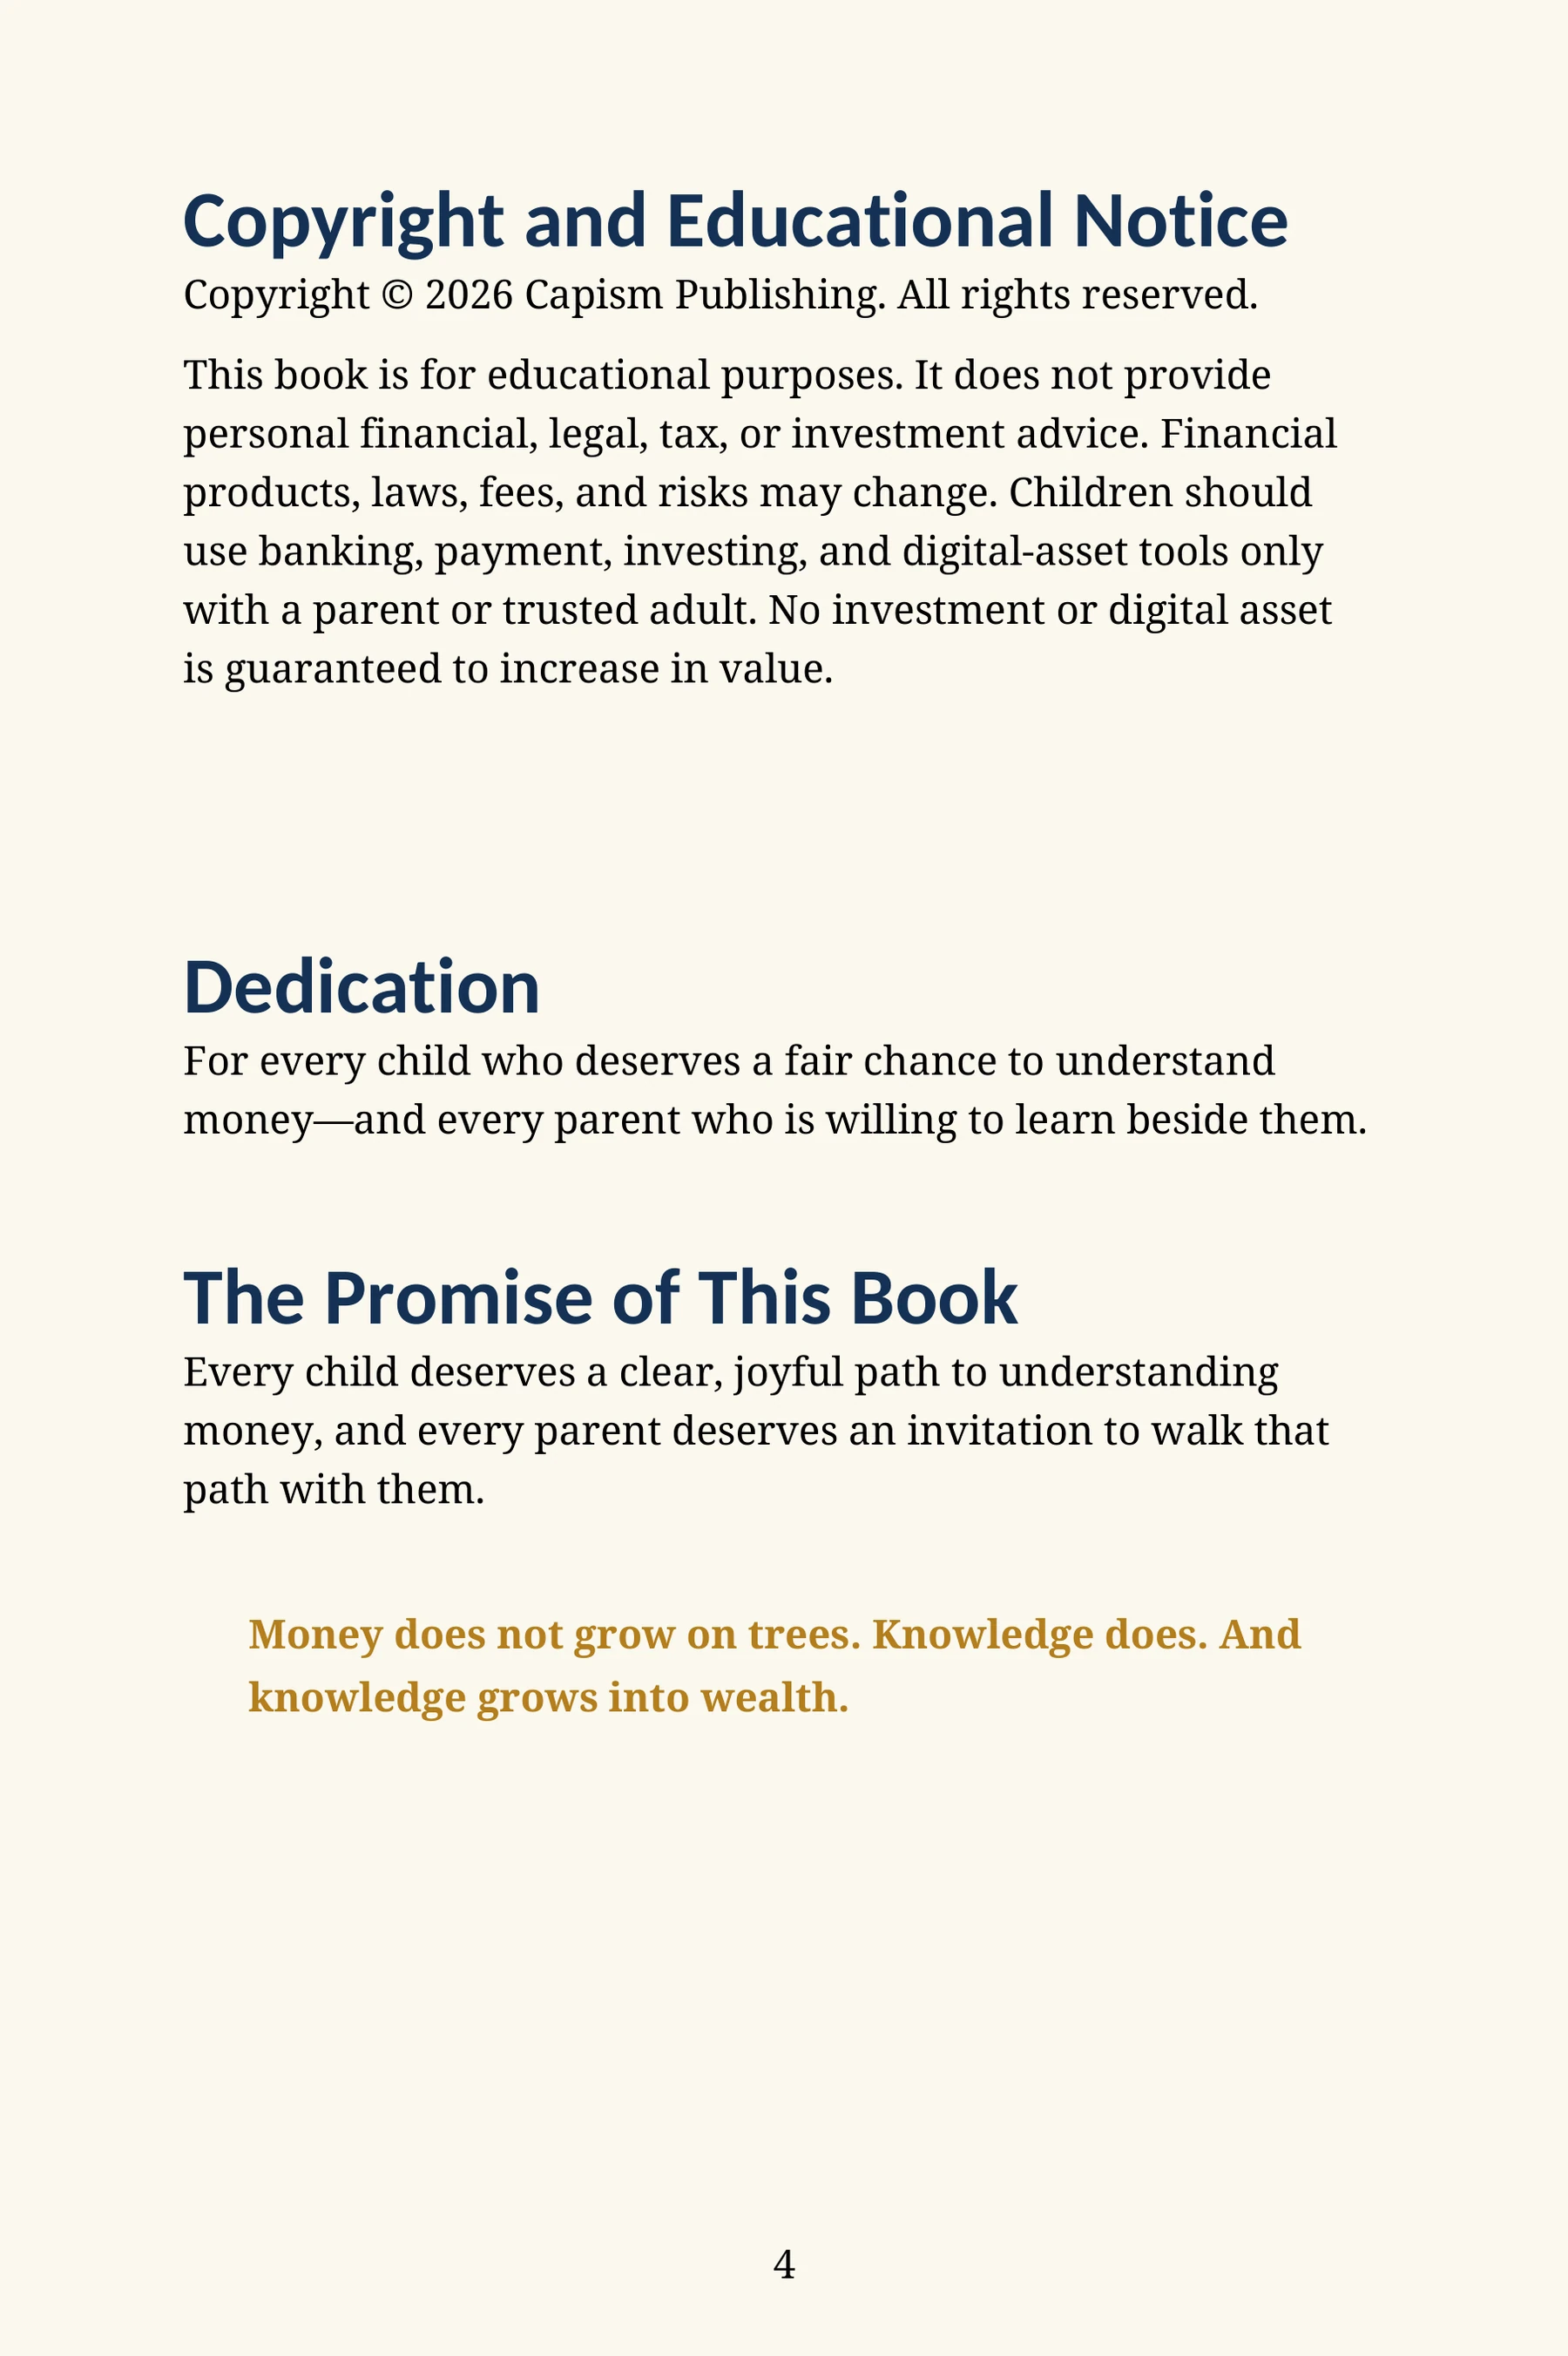 Copyright and Educational Notice
Copyright © 2026 Capism Publishing. All rights reserved.
This book is for educational purposes. It does not provide
personal financial, legal, tax, or investment advice. Financial
products, laws, fees, and risks may change. Children should
use banking, payment, investing, and digital-asset tools only
with a parent or trusted adult. No investment or digital asset
is guaranteed to increase in value.
Dedication
For every child who deserves a fair chance to understand
money—and every parent who is willing to learn beside them.
The Promise of This Book
Every child deserves a clear, joyful path to understanding
money, and every parent deserves an invitation to walk that
path with them.
Money does not grow on trees. Knowledge does. And
knowledge grows into wealth.
4